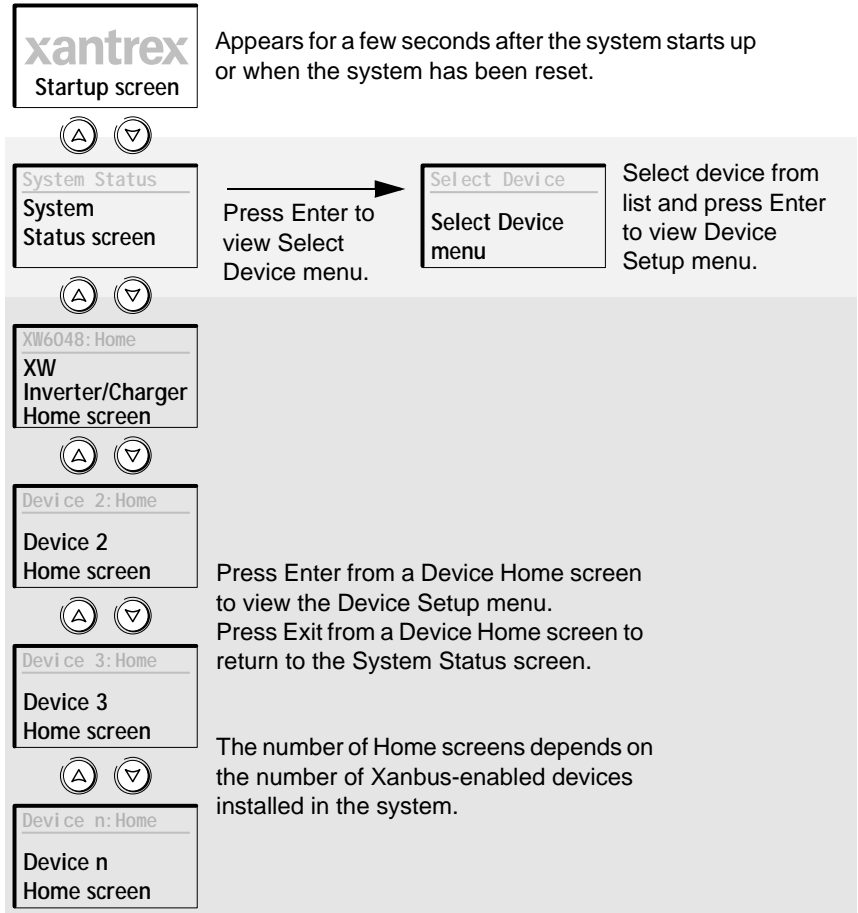 xantrex
Startup screen
Appears for a few seconds after the system starts up
or when the system has been reset.
System Status
System
Status screen
Press Enter to
view Select
Device menu.
Select Device
Select Device
menu
Select device from
list and press Enter
to view Device
Setup menu.
XW6048:Home
XW
Inverter/Charger
Home screen
Device 2:Home
Device 2
Home screen
Press Enter from a Device Home screen
to view the Device Setup menu.
Press Exit from a Device Home screen to
return to the System Status screen.
Device 3:Home
Device 3
Home screen
The number of Home screens depends on
the number of Xanbus-enabled devices
installed in the system.
Device n:Home
Device n
Home screen